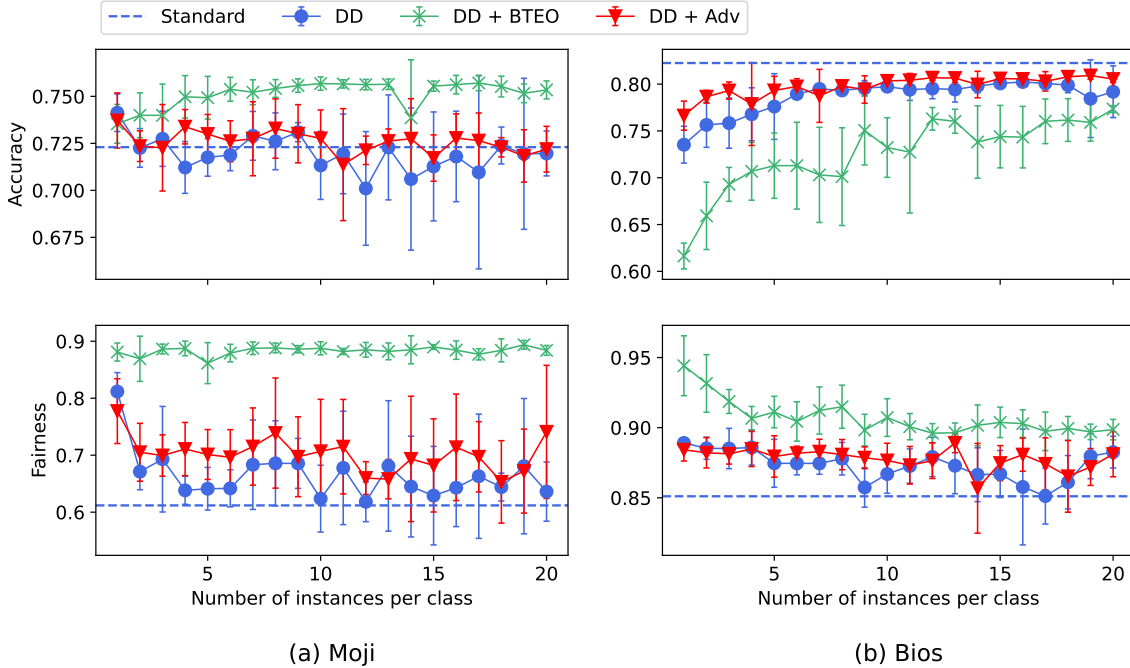 Standard DD DD + BTEO DD + Adv
Accuracy
0.750
0.725
0.700
0.675
0.80
0.75
0.70
0.65
0.60
Fairness
0.9
0.8
0.7
0.6
0.95
0.90
0.85
5 10 15 20
5 10 15 20
Number of instances per class
Number of instances per class
(a) Moji
(b) Bios